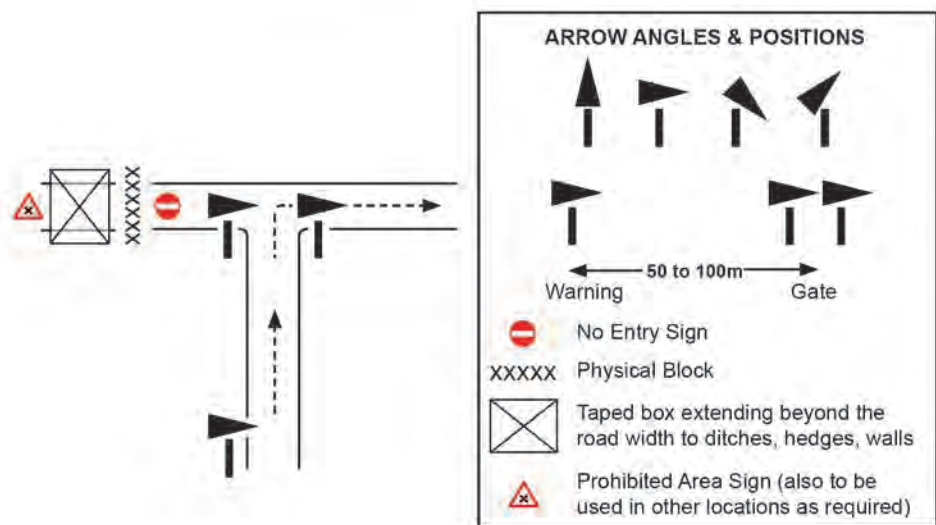 ARROW ANGLES & POSITIONS
50 to 100m
Warning
Gate
No Entry Sign
XXXXX
Physical Block
Taped box extending beyond the
road width to ditches, hedges, walls
Prohibited Area Sign (also to be
used in other locations as required)
XXXXXX